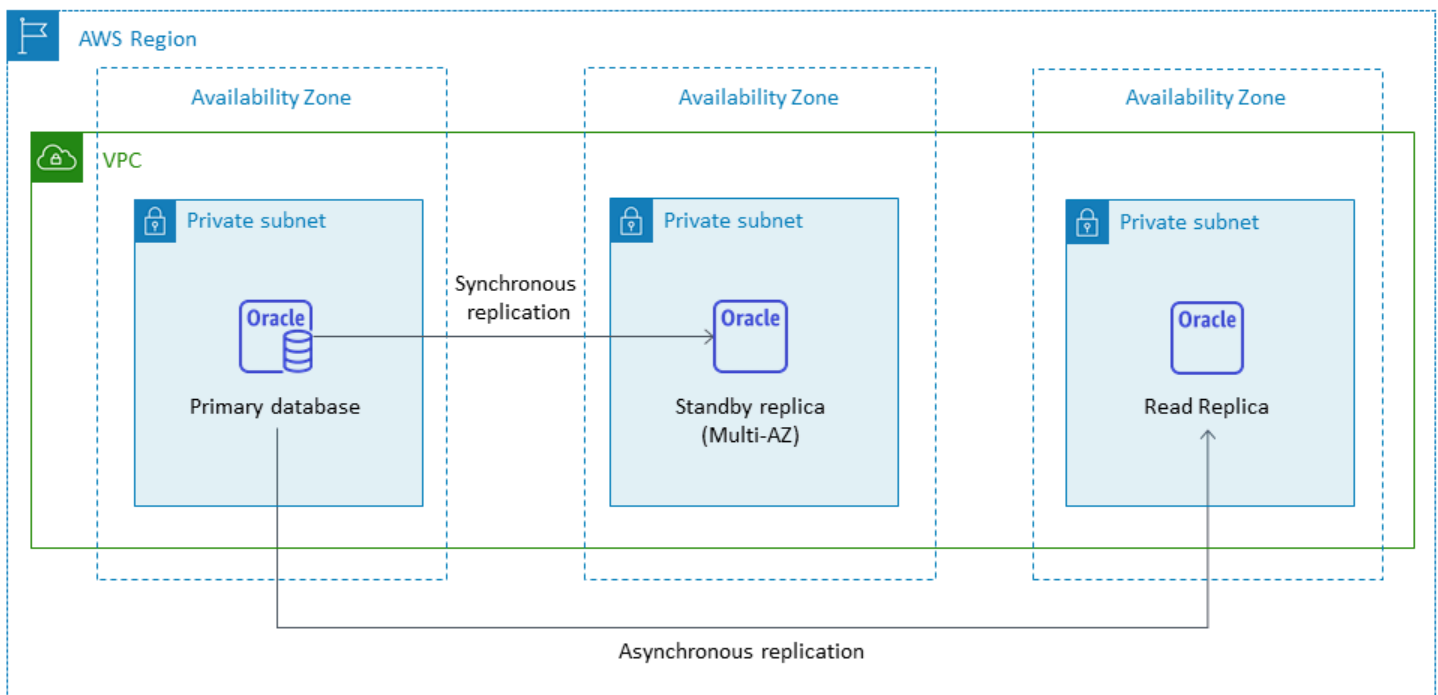 AWS Region
Availability Zone
Availability Zone
Availability Zone
VPC
Private subnet
Private subnet
Private subnet
Synchronous
replication
Oracle
Oracle
Oracle
Primary database
Standby replica
(Multi-AZ)
Read Replica
Asynchronous replication